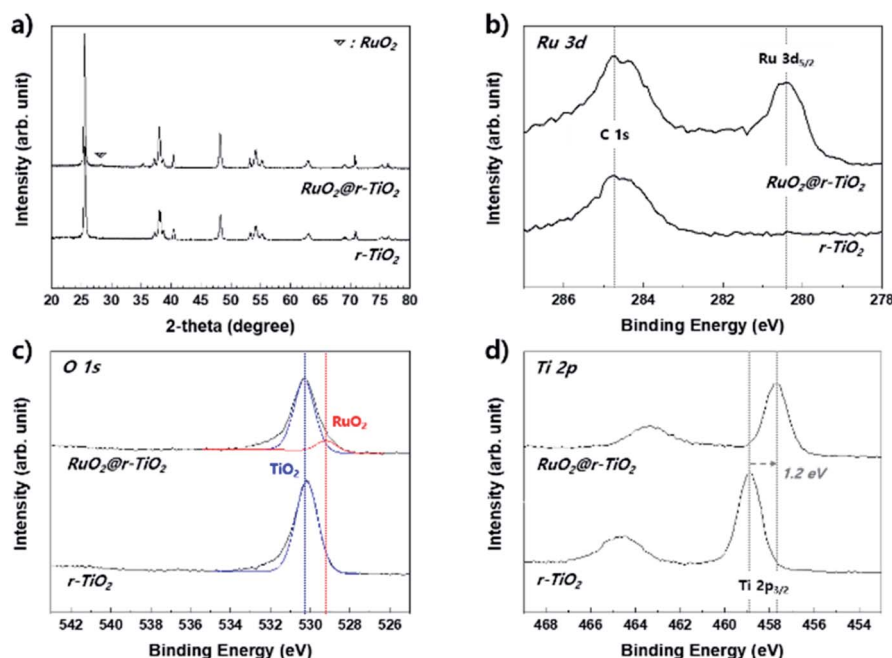 a)
▽ : RuO₂
Intensity (arb. unit)
RuO₂@r-TiO₂
r-TiO₂
20 25 30 35 40 45 50 55 60 65 70 75 80
2-theta (degree)
b)
Ru 3d
Ru 3d₅/₂
C 1s
Intensity (arb. unit)
RuO₂@r-TiO₂
r-TiO₂
286 284 282 280 278
Binding Energy (eV)
c)
O 1s
RuO₂
Intensity (arb. unit)
TiO₂
RuO₂@r-TiO₂
r-TiO₂
542 540 538 536 534 532 530 528 526
Binding Energy (eV)
d)
Ti 2p
Intensity (arb. unit)
RuO₂@r-TiO₂
1.2 eV
r-TiO₂
Ti 2p₃/₂
468 466 464 462 460 458 456 454
Binding Energy (eV)